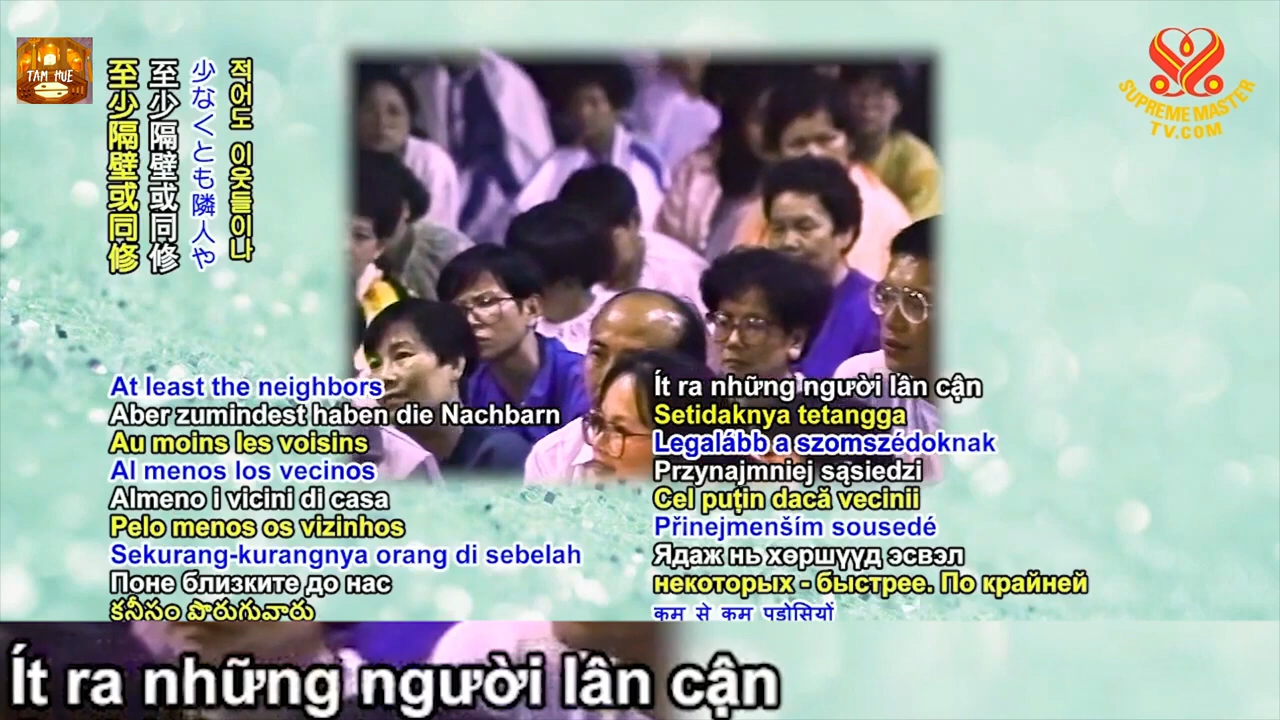 TAM HUE
至少隔壁或同修
至少隔壁或同修
少なくとも隣人や
적어도 이웃들이나
SUPREME MASTER
TV.COM
At least the neighbors
Aber zumindest haben die Nachbarn
Au moins les voisins
Al menos los vecinos
Almeno i vicini di casa
Pelo menos os vizinhos
Sekurang-kurangnya orang di sebelah
Поне близките до нас
కనీసం పొరుగువారు
Ít ra những người lân cận
Setidaknya tetangga
Legalább a szomszédoknak
Przynajmniej sąsiedzi
Cel puțin dacă vecinii
Přinejmenším sousedé
Ядаж нь хөршүүд эсвэл
некоторых - быстрее. По крайней
कम से कम पड़ोसियों
Ít ra những người lân cận